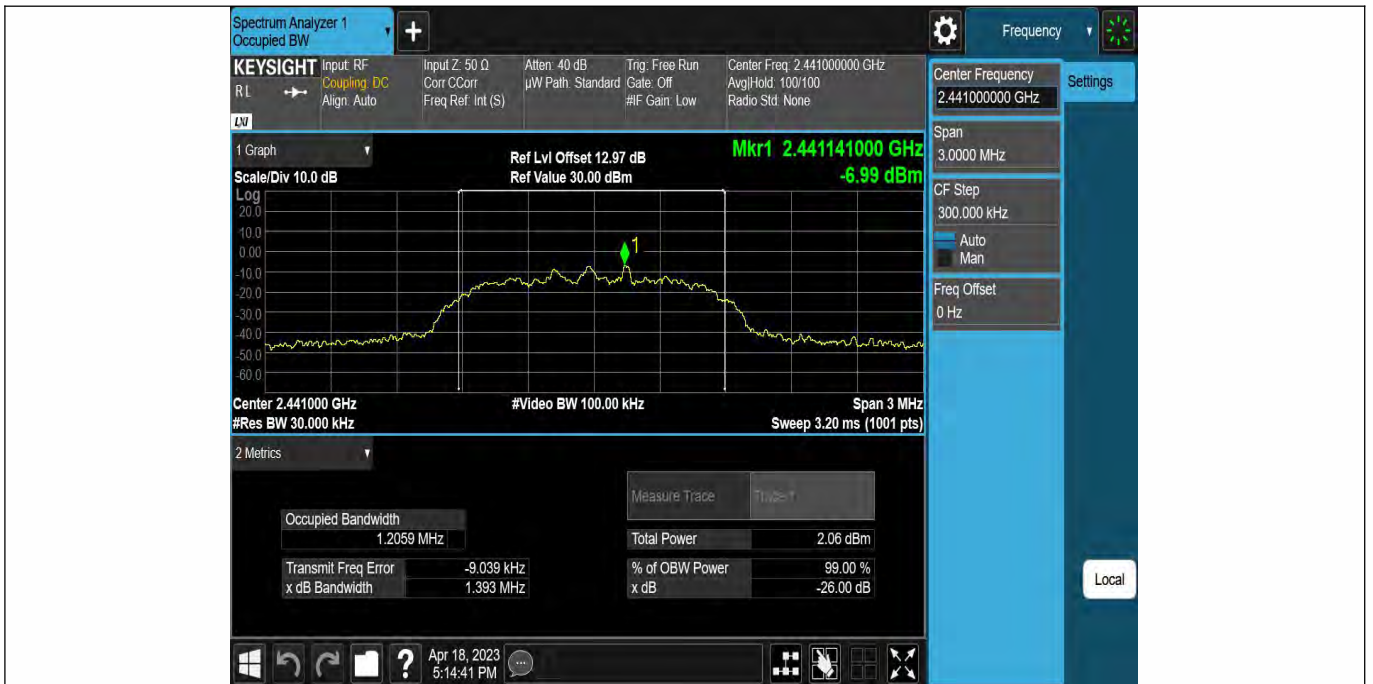 Spectrum Analyzer 1
Occupied BW
+
Frequency
KEYSIGHT
R L
LXI
Input: RF
Coupling: DC
Align: Auto
Input Z: 50 Ω
Corr CCorr
Freq Ref: Int (S)
Atten: 40 dB
µW Path: Standard
Trig: Free Run
Gate: Off
#IF Gain: Low
Center Freq: 2.441000000 GHz
Avg|Hold: 100/100
Radio Std: None
Center Frequency
2.441000000 GHz
Settings
Span
3.0000 MHz
CF Step
300.000 kHz
Auto
Man
Freq Offset
0 Hz
Local
1 Graph
Scale/Div 10.0 dB
Ref Lvl Offset 12.97 dB
Ref Value 30.00 dBm
Mkr1 2.441141000 GHz
-6.99 dBm
Log
20.0
10.0
0.00
-10.0
-20.0
-30.0
-40.0
-50.0
-60.0
1
Center 2.441000 GHz
#Video BW 100.00 kHz
Span 3 MHz
#Res BW 30.000 kHz
Sweep 3.20 ms (1001 pts)
2 Metrics
Measure Trace
Trace 1
Occupied Bandwidth
1.2059 MHz
Total Power
2.06 dBm
Transmit Freq Error
-9.039 kHz
% of OBW Power
99.00 %
x dB Bandwidth
1.393 MHz
x dB
-26.00 dB
?
Apr 18, 2023
5:14:41 PM